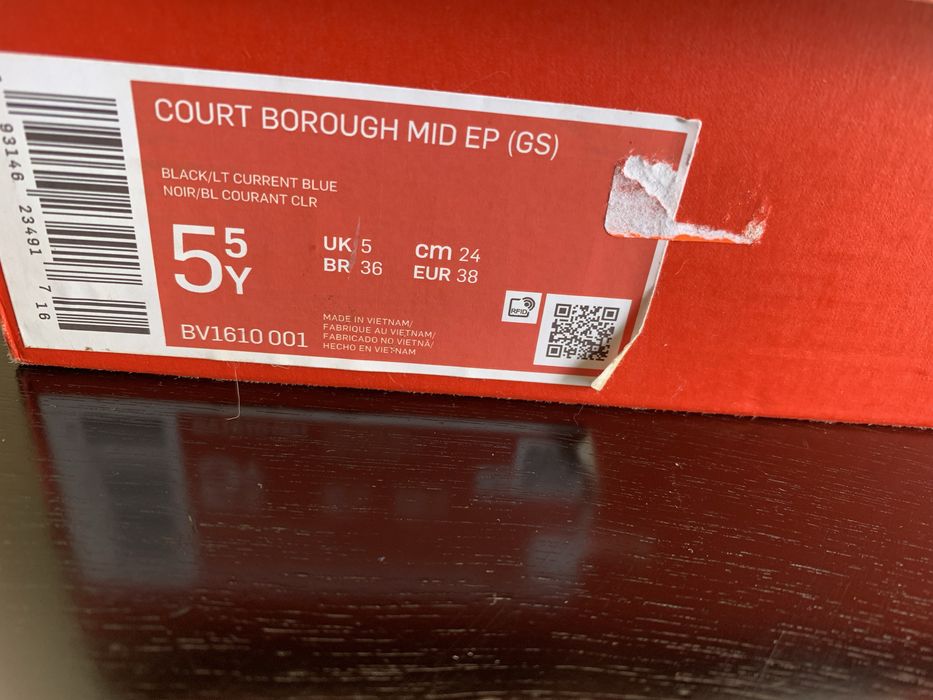 COURT BOROUGH MID EP (GS)
BLACK/LT CURRENT BLUE
NOIR/BL COURANT CLR
5 5 Y
UK 5
cm 24
BR 36
EUR 38
BV1610 001
MADE IN VIETNAM/
FABRIQUE AU VIETNAM/
FABRICADO NO VIETNÃ/
HECHO EN VIETNAM
RFID
93146 23491 7 16